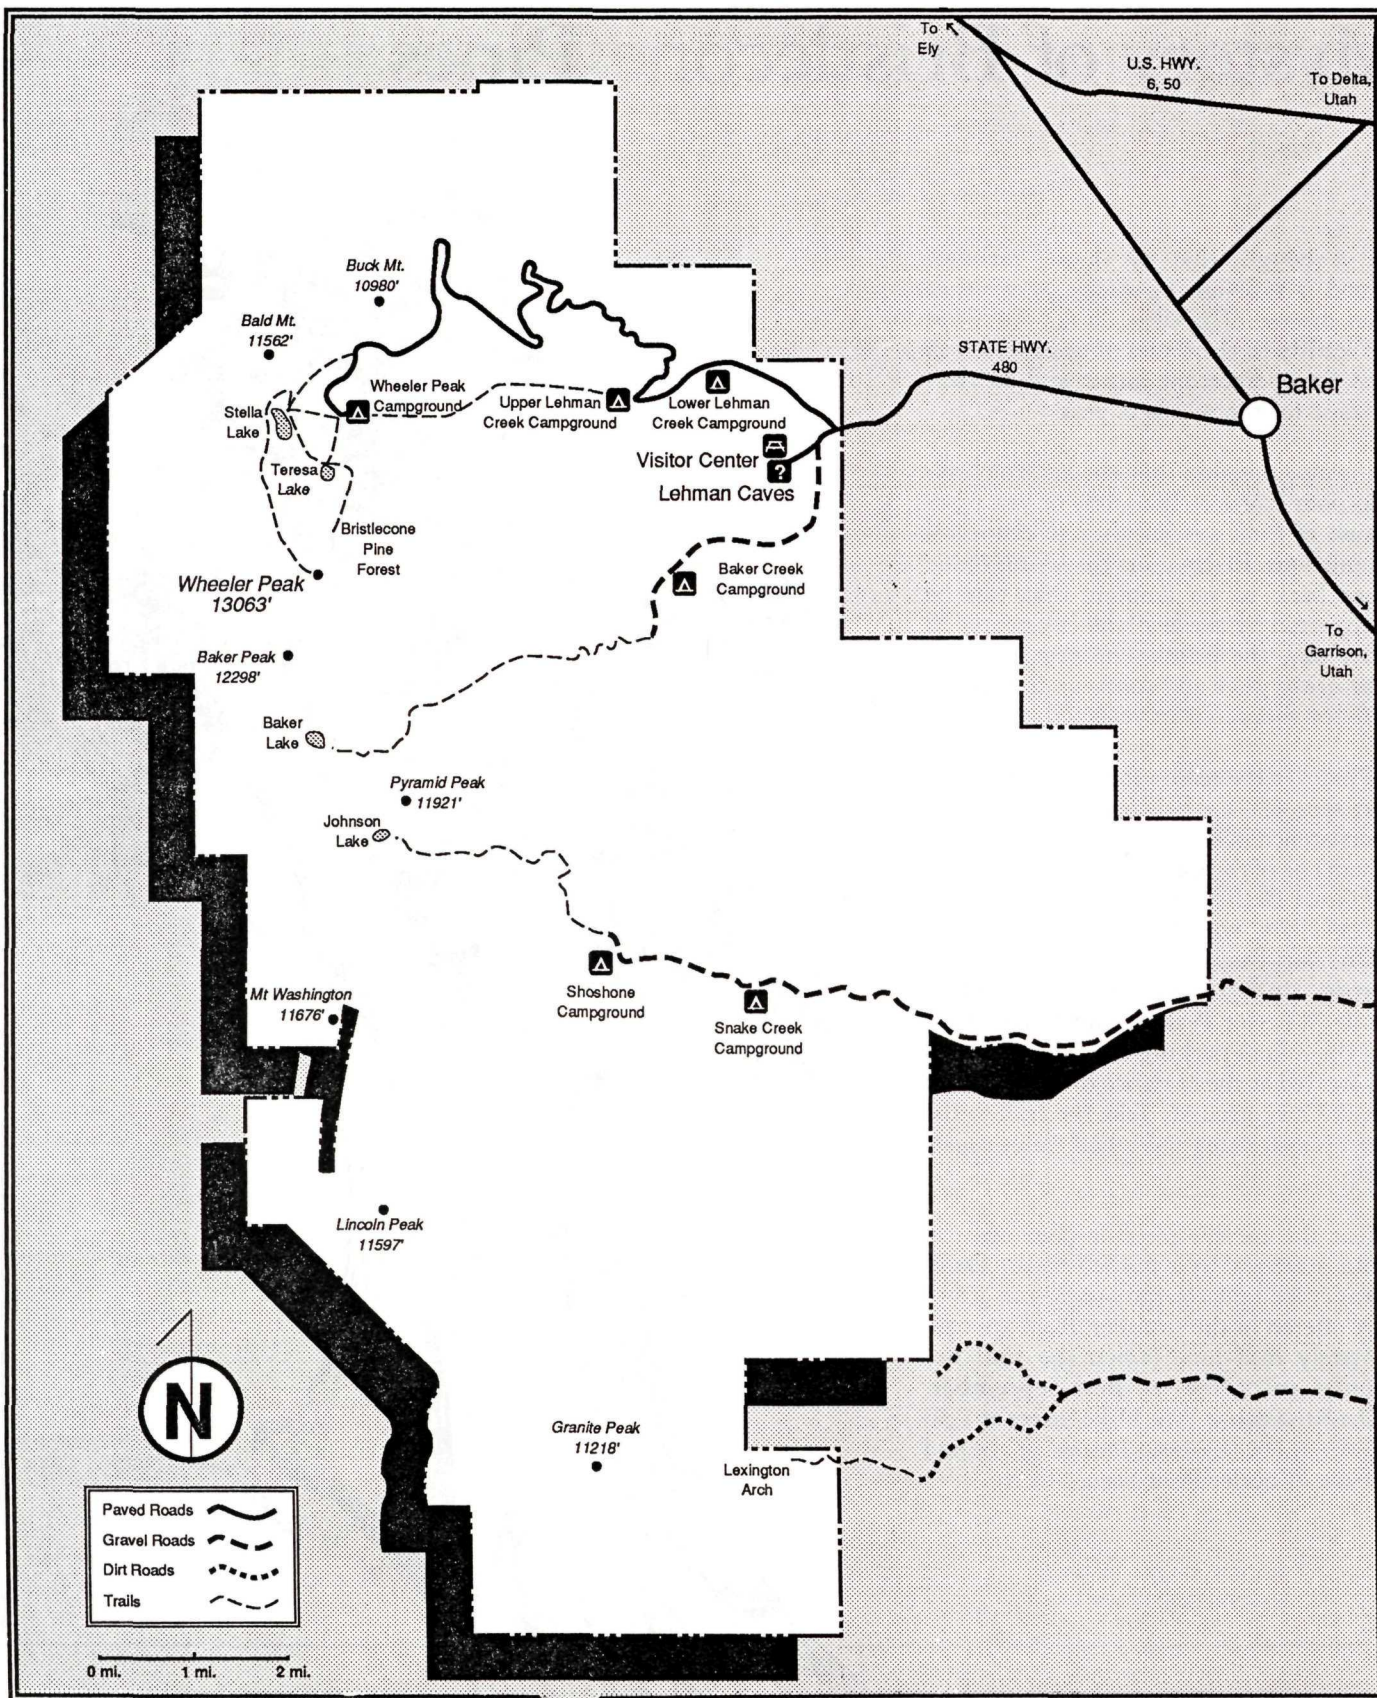 To
Ely
U.S. HWY.
6, 50
To Delta,
Utah
Buck Mt.
10980'
Bald Mt.
11562'
STATE HWY.
480
Baker
Wheeler Peak
Campground
Upper Lehman
Creek Campground
Lower Lehman
Creek Campground
Stella
Lake
Visitor Center
?
Lehman Caves
Teresa
Lake
Bristlecone
Pine
Forest
Wheeler Peak
13063'
Baker Creek
Campground
To
Garrison,
Utah
Baker Peak
12298'
Baker
Lake
Pyramid Peak
11921'
Johnson
Lake
Shoshone
Campground
Mt Washington
11676'
Snake Creek
Campground
Lincoln Peak
11597'
N
Granite Peak
11218'
Lexington
Arch
Paved Roads
Gravel Roads
Dirt Roads
Trails
0 mi.
1 mi.
2 mi.